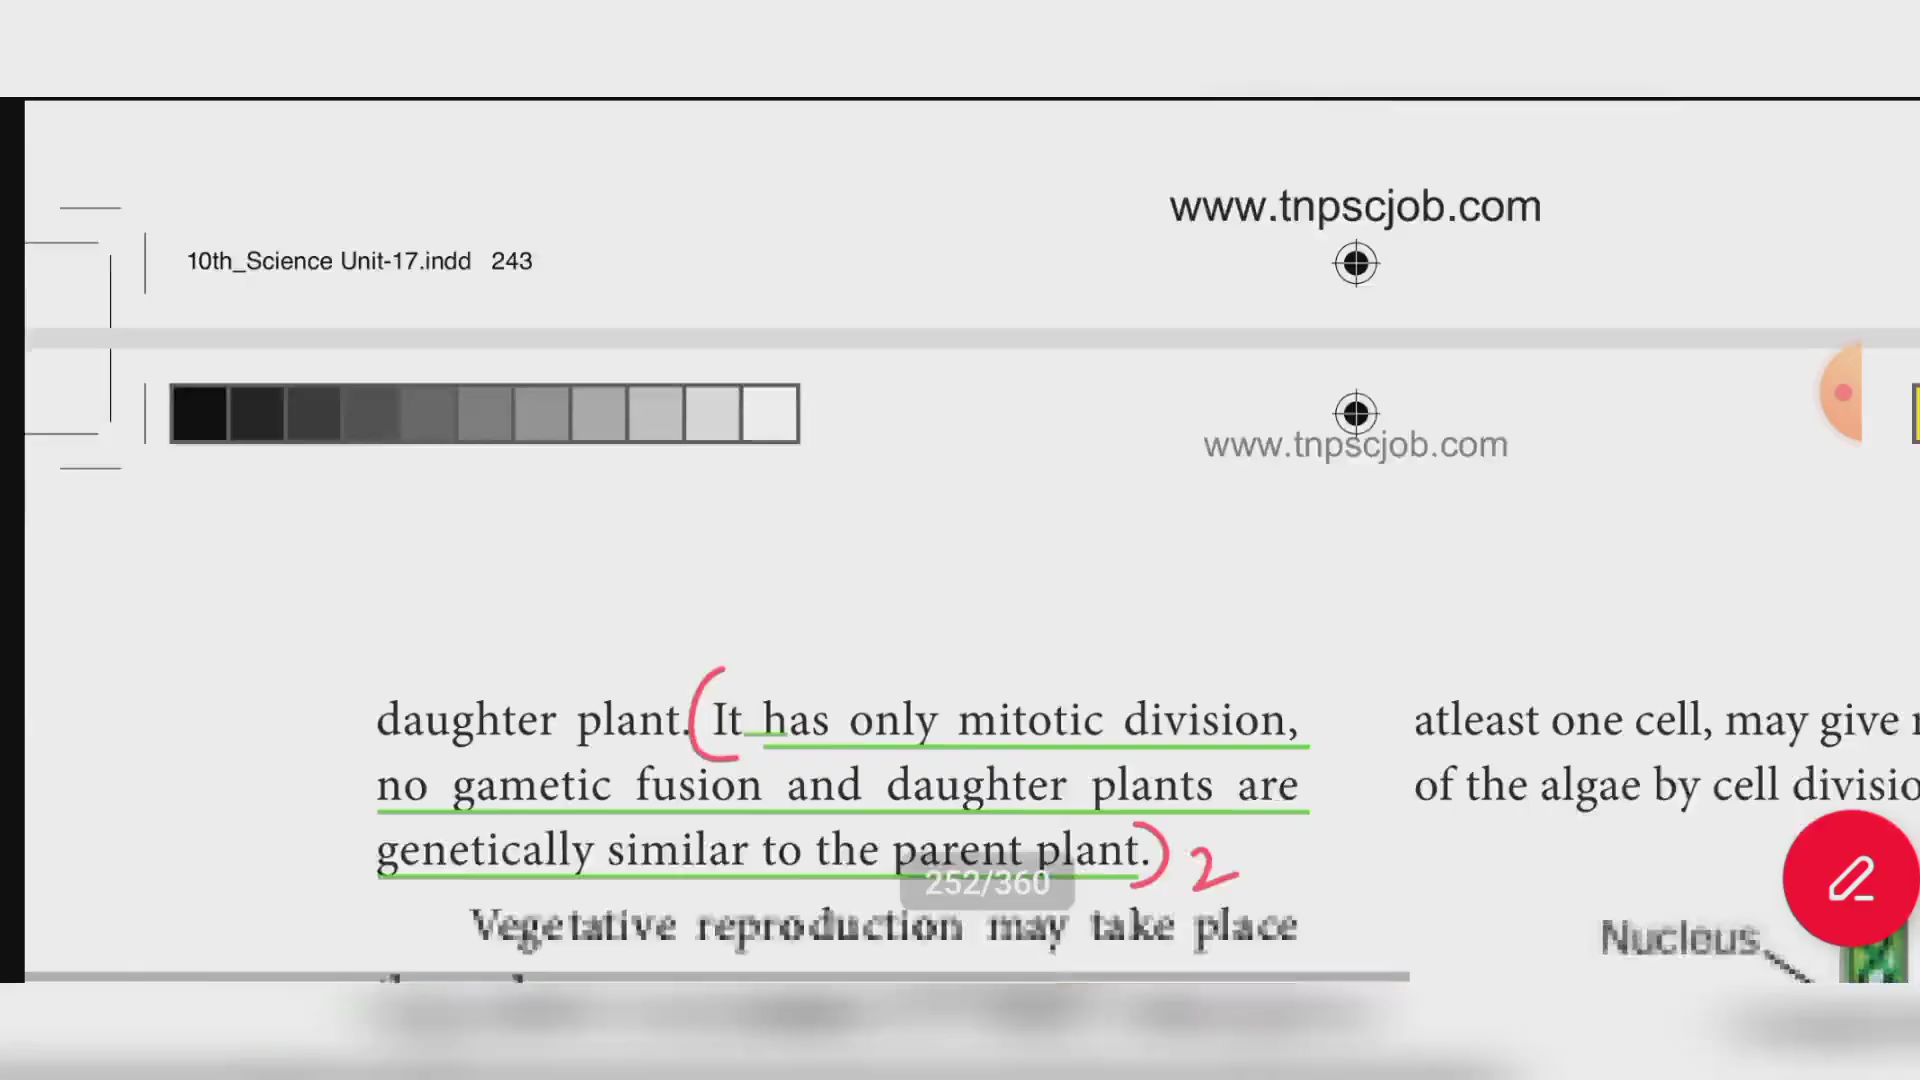 www.tnpscjob.com
10th_Science Unit-17.indd 243
www.tnpscjob.com
daughter plant. (It has only mitotic division,
no gametic fusion and daughter plants are
genetically similar to the parent plant.) 2
252/360
Vegetative reproduction may take place
atleast one cell, may give
of the algae by cell divisio
Nucleus